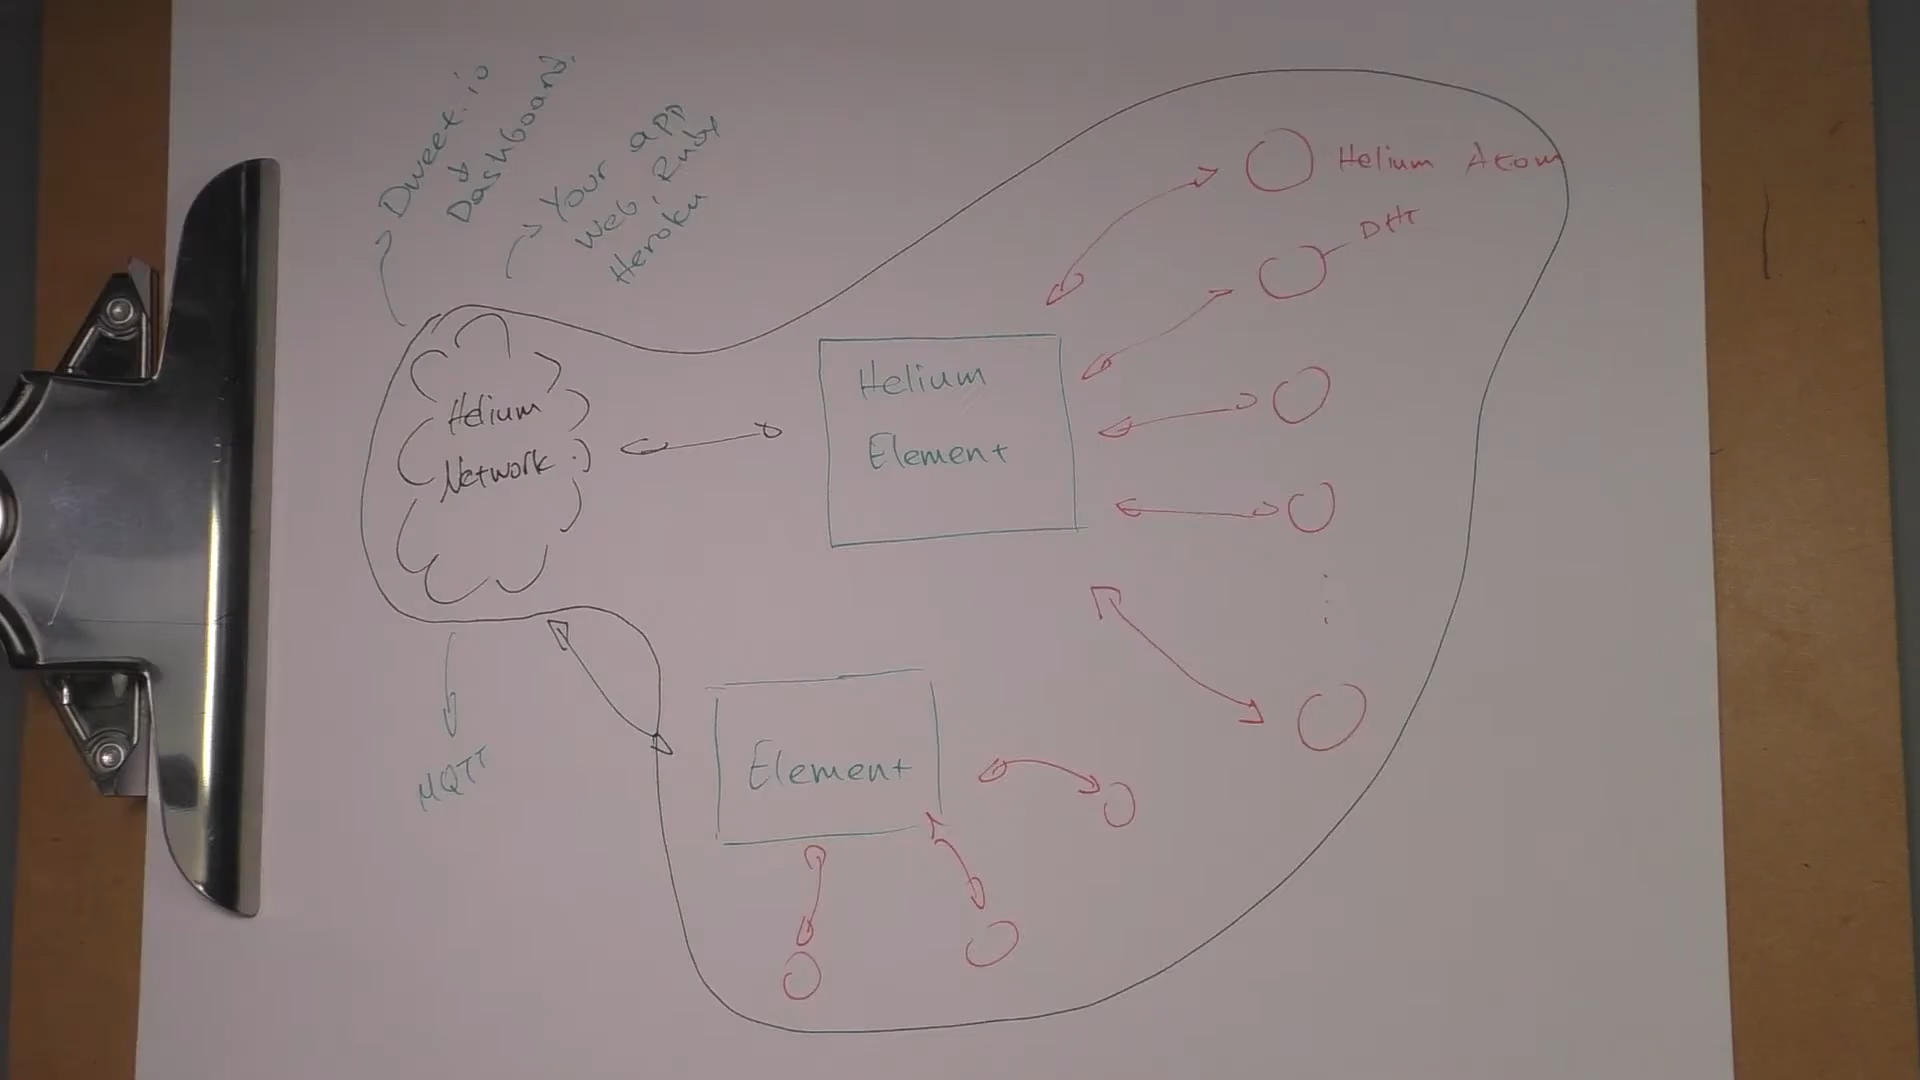 Dweet.io
&
Dashboard.
Your app
Web, Ruby
Heroku
Helium Atom
DHT
Helium
Network
Helium
Element
Element
MQTT